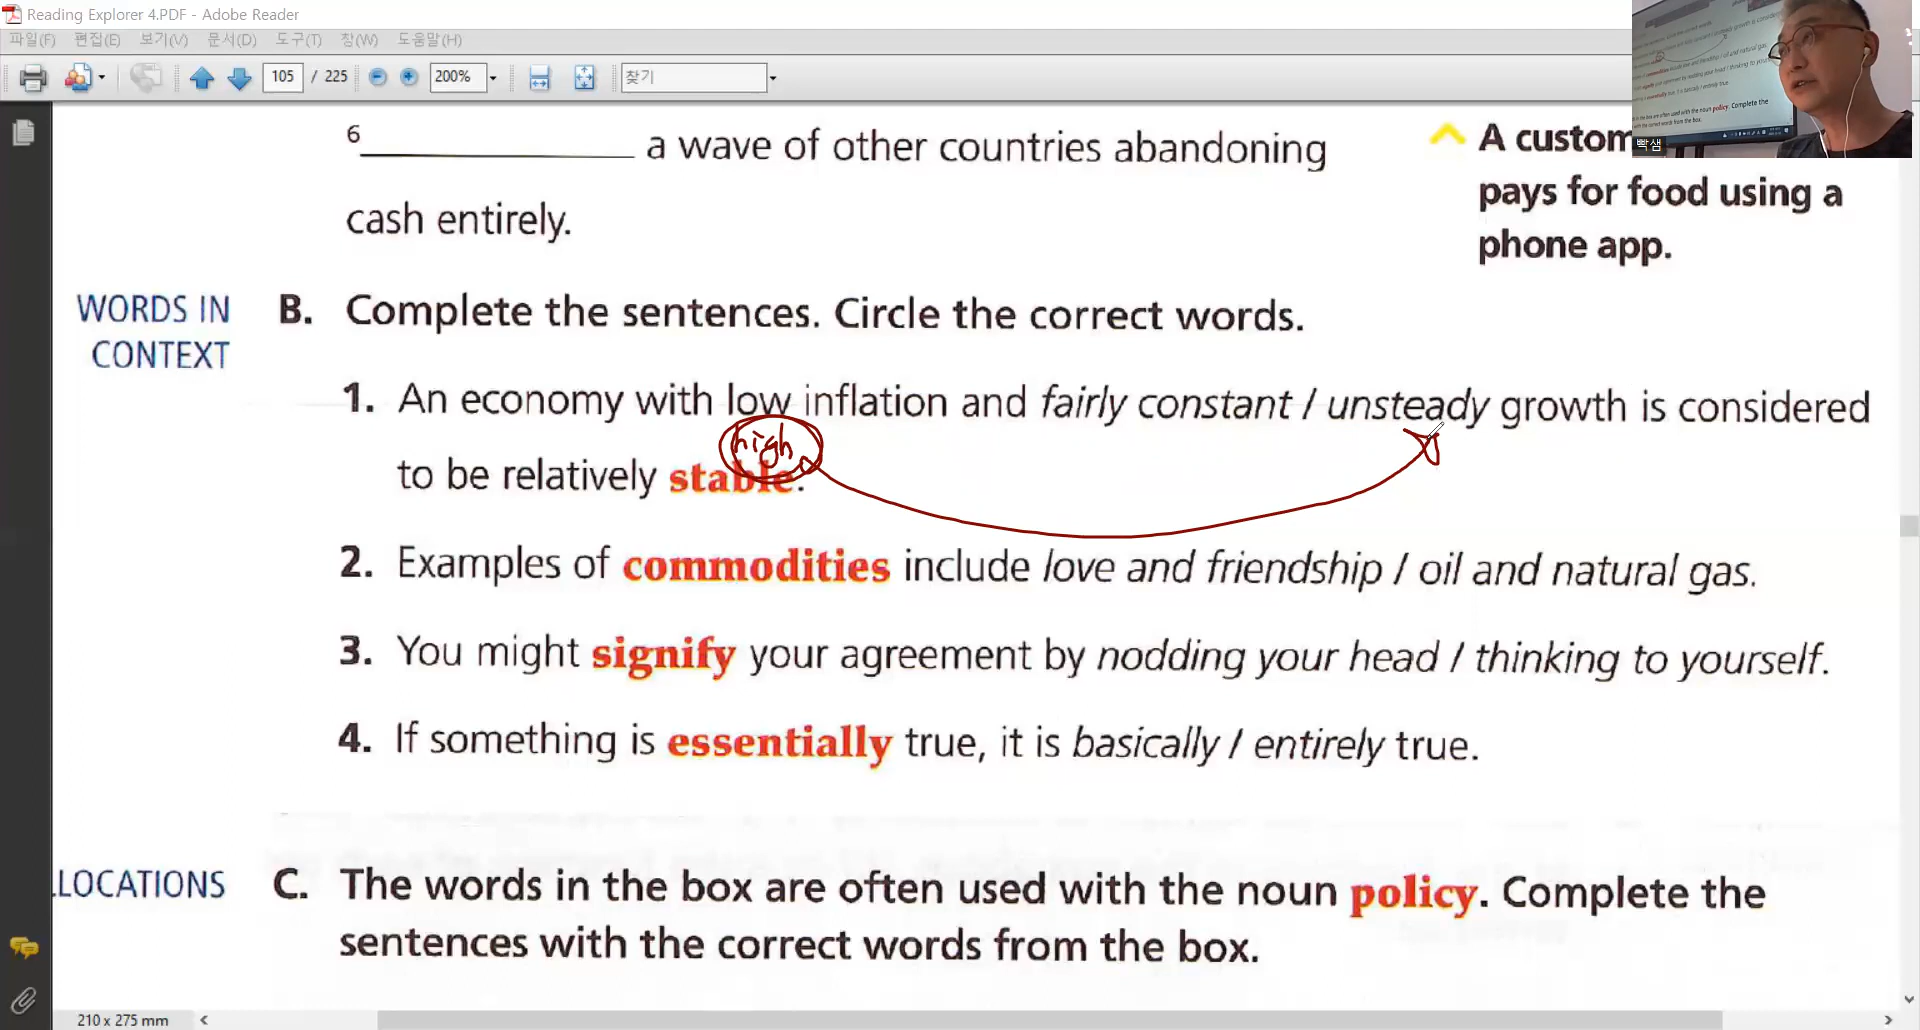 Reading Explorer 4.PDF - Adobe Reader
파일(F) 편집(E) 보기(V) 문서(D) 도구(T) 창(W) 도움말(H)
105 / 225 200% 찾기
빡샘
6 a wave of other countries abandoning
cash entirely.
A custom
pays for food using a
phone app.
WORDS IN
CONTEXT
B. Complete the sentences. Circle the correct words.
1. An economy with low inflation and fairly constant / unsteady growth is considered
high
to be relatively stable.
2. Examples of commodities include love and friendship / oil and natural gas.
3. You might signify your agreement by nodding your head / thinking to yourself.
4. If something is essentially true, it is basically / entirely true.
LOCATIONS
C. The words in the box are often used with the noun policy. Complete the
sentences with the correct words from the box.
210 x 275 mm